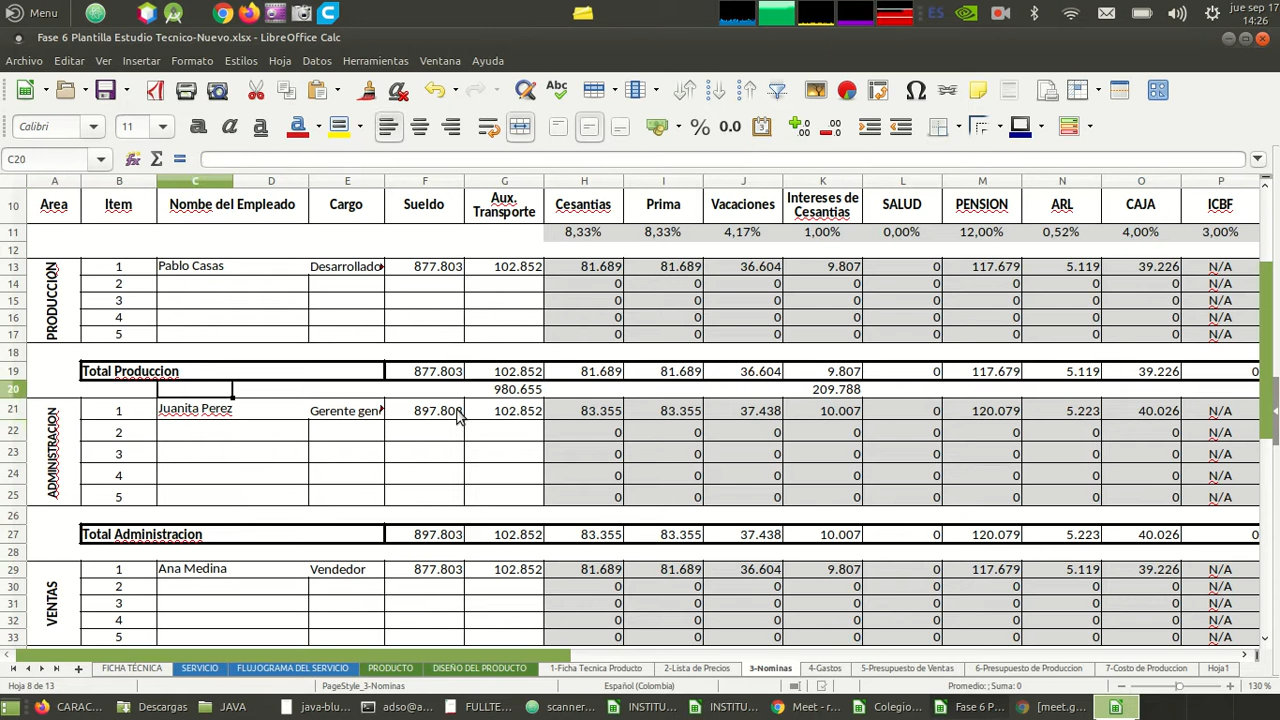 Menu
ES
jue sep 17
14:26
Fase 6 Plantilla Estudio Tecnico-Nuevo.xlsx - LibreOffice Calc
Archivo Editar Ver Insertar Formato Estilos Hoja Datos Herramientas Ventana Ayuda
Calibri 11
C20
A B C D E F G H I J K L M N O P
10 Area Item Nombre del Empleado Cargo Sueldo Aux. Transporte Cesantias Prima Vacaciones Intereses de Cesantias SALUD PENSION ARL CAJA ICBF
11 8,33% 8,33% 4,17% 1,00% 0,00% 12,00% 0,52% 4,00% 3,00%
12
PRODUCCION
13 1 Pablo Casas Desarrollado 877.803 102.852 81.689 81.689 36.604 9.807 0 117.679 5.119 39.226 N/A
14 2 0 0 0 0 0 0 0 0 N/A
15 3 0 0 0 0 0 0 0 0 N/A
16 4 0 0 0 0 0 0 0 0 N/A
17 5 0 0 0 0 0 0 0 0 N/A
18
19 Total Produccion 877.803 102.852 81.689 81.689 36.604 9.807 0 117.679 5.119 39.226 0
20 980.655 209.788
ADMINISTRACION
21 1 Juanita Perez Gerente gen 897.803 102.852 83.355 83.355 37.438 10.007 0 120.079 5.223 40.026 N/A
22 2 0 0 0 0 0 0 0 0 N/A
23 3 0 0 0 0 0 0 0 0 N/A
24 4 0 0 0 0 0 0 0 0 N/A
25 5 0 0 0 0 0 0 0 0 N/A
26
27 Total Administracion 897.803 102.852 83.355 83.355 37.438 10.007 0 120.079 5.223 40.026 0
28
VENTAS
29 1 Ana Medina Vendedor 877.803 102.852 81.689 81.689 36.604 9.807 0 117.679 5.119 39.226 N/A
30 2 0 0 0 0 0 0 0 0 N/A
31 3 0 0 0 0 0 0 0 0 N/A
32 4 0 0 0 0 0 0 0 0 N/A
33 5 0 0 0 0 0 0 0 0 N/A
FICHA TÉCNICA SERVICIO FLUJOGRAMA DEL SERVICIO PRODUCTO DISEÑO DEL PRODUCTO 1-Ficha Tecnica Producto 2-Lista de Precios 3-Nominas 4-Gastos 5-Presupuesto de Ventas 6-Presupuesto de Produccion 7-Costo de Produccion Hoja1
Hoja 8 de 13 PageStyle_3-Nominas Español (Colombia) Promedio: ; Suma: 0 130 %
CARAC... Descargas JAVA java-blu... adso@... FULLTE... scanner... INSTITU... INSTITU... Meet - r... Colegio... Fase 6 P... [meet.g...